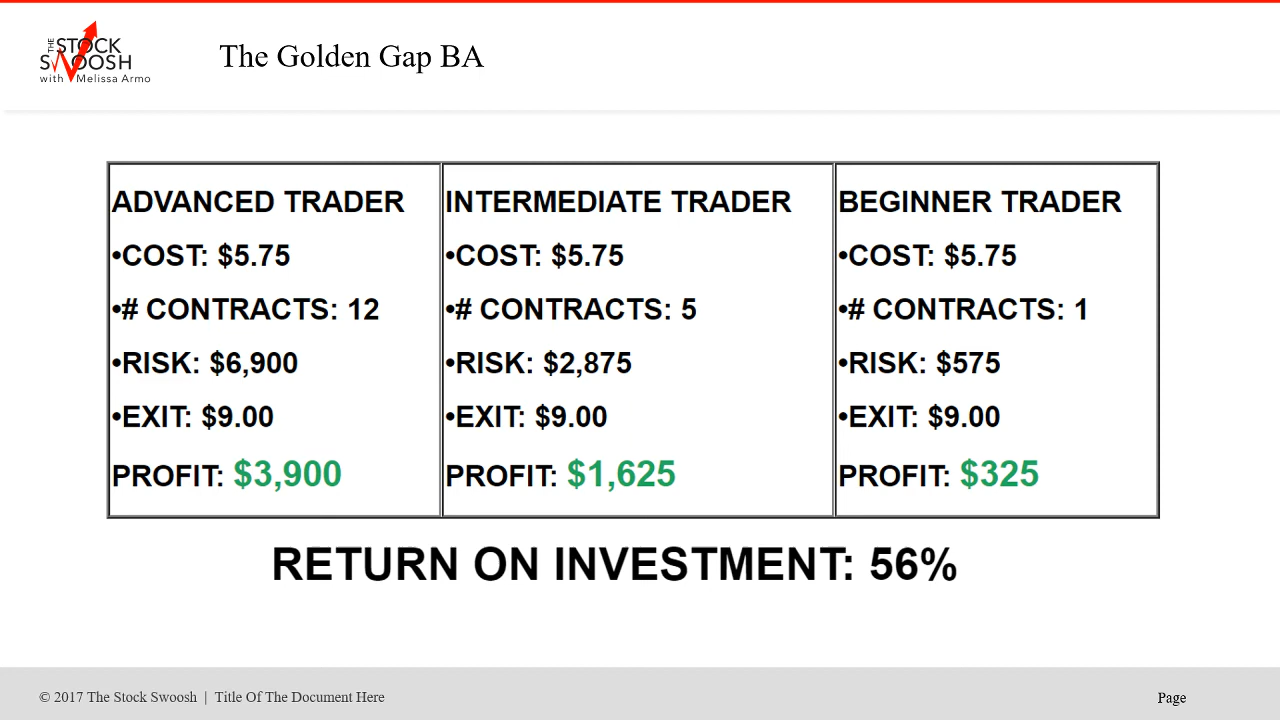 THE STOCK
SWOOSH
with Melissa Armo
The Golden Gap BA
ADVANCED TRADER
•COST: $5.75
•# CONTRACTS: 12
•RISK: $6,900
•EXIT: $9.00
PROFIT: $3,900
INTERMEDIATE TRADER
•COST: $5.75
•# CONTRACTS: 5
•RISK: $2,875
•EXIT: $9.00
PROFIT: $1,625
BEGINNER TRADER
•COST: $5.75
•# CONTRACTS: 1
•RISK: $575
•EXIT: $9.00
PROFIT: $325
RETURN ON INVESTMENT: 56%
© 2017 The Stock Swoosh | Title Of The Document Here
Page